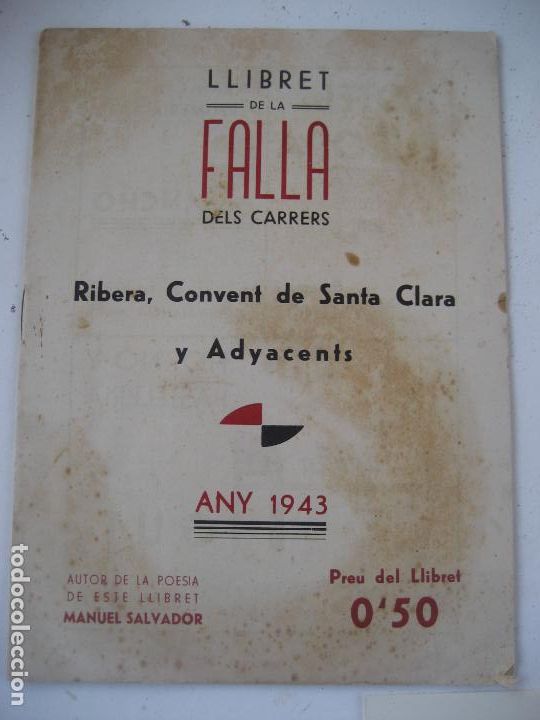 LLIBRET
DE LA
FALLA
DELS CARRERS
Ribera, Convent de Santa Clara
y Adyacents
ANY 1943
AUTOR DE LA POESIA
DE ESTE LLIBRET
MANUEL SALVADOR
Preu del Llibret
0'50
todocoleccion.net